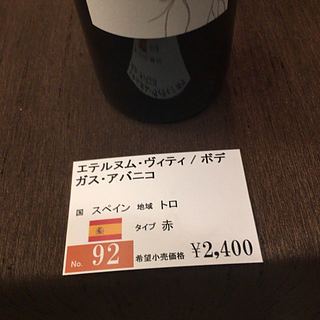 エテルヌム・ヴィティ / ボデ
ガス・アバニコ
国 スペイン 地域 トロ
タイプ 赤
No. 92 希望小売価格 ¥2,400